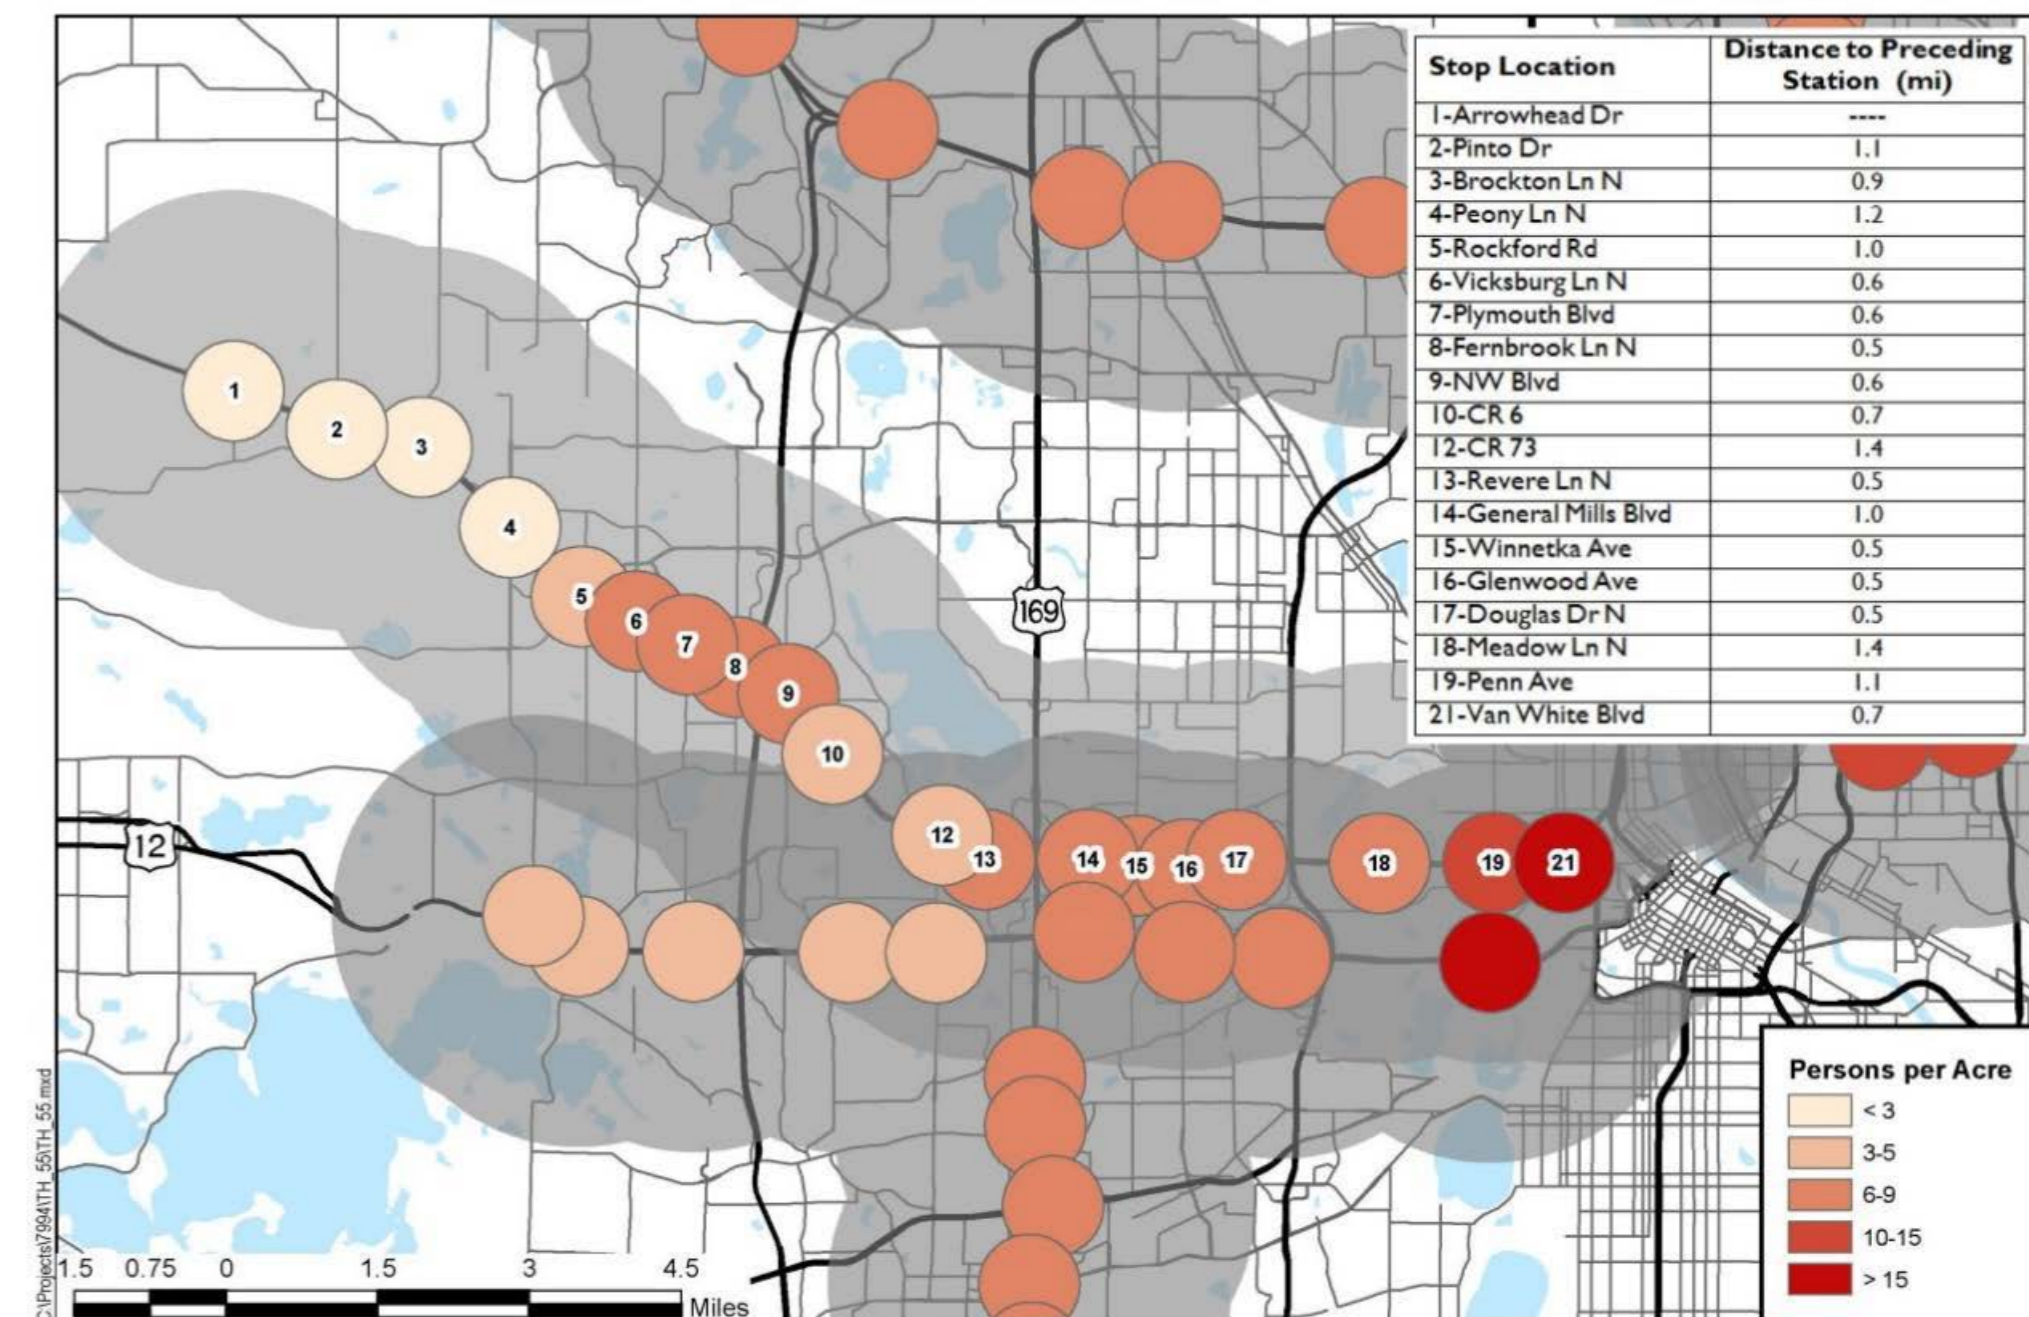 Stop Location
Distance to Preceding
Station (mi)
1-Arrowhead Dr ----
2-Pinto Dr 1.1
3-Brockton Ln N 0.9
4-Peony Ln N 1.2
5-Rockford Rd 1.0
6-Vicksburg Ln N 0.6
7-Plymouth Blvd 0.6
8-Fernbrook Ln N 0.5
9-NW Blvd 0.6
10-CR 6 0.7
12-CR 73 1.4
13-Revere Ln N 0.5
14-General Mills Blvd 1.0
15-Winnetka Ave 0.5
16-Glenwood Ave 0.5
17-Douglas Dr N 0.5
18-Meadow Ln N 1.4
19-Penn Ave 1.1
21-Van White Blvd 0.7
1
2
3
4
5
6
7
8
9
10
169
12
12
13
14
15
16
17
18
19
21
Persons per Acre
< 3
3-5
6-9
10-15
> 15
1.5 0.75 0 1.5 3 4.5
Miles
:\Projects\7994\TH_55\TH_55.mxd